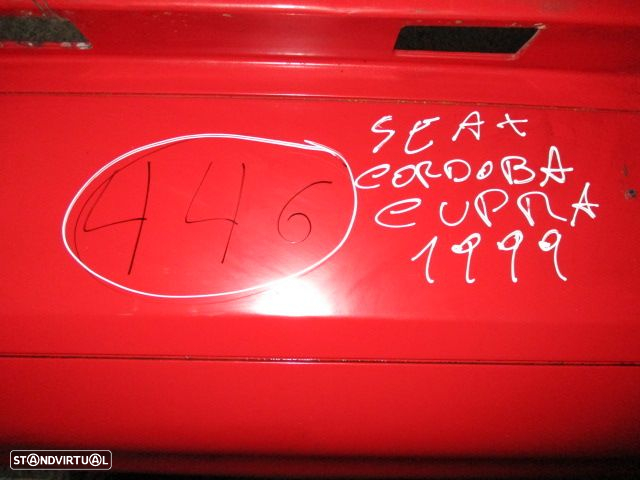 446
SEAT
CORDOBA
CUPRA
1999
STANDVIRTUAL